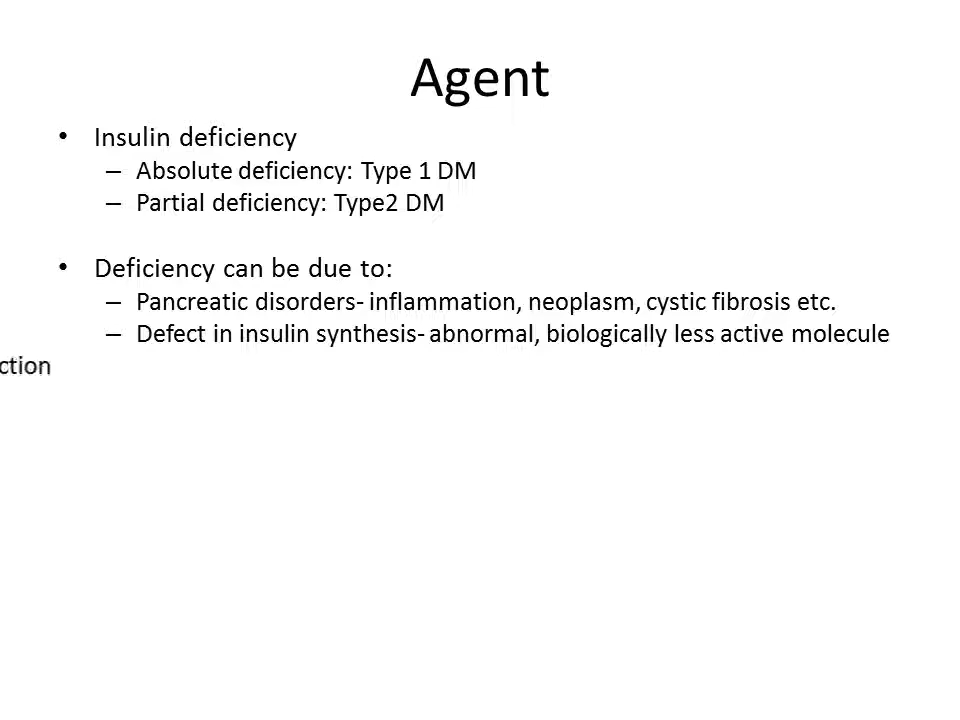 Agent
• Insulin deficiency
– Absolute deficiency: Type 1 DM
– Partial deficiency: Type2 DM
• Deficiency can be due to:
– Pancreatic disorders- inflammation, neoplasm, cystic fibrosis etc.
– Defect in insulin synthesis- abnormal, biologically less active molecule
ction